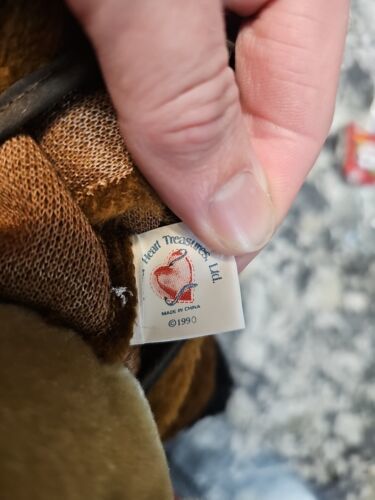 Heart Treasures, Ltd.
MADE IN CHINA
©1990